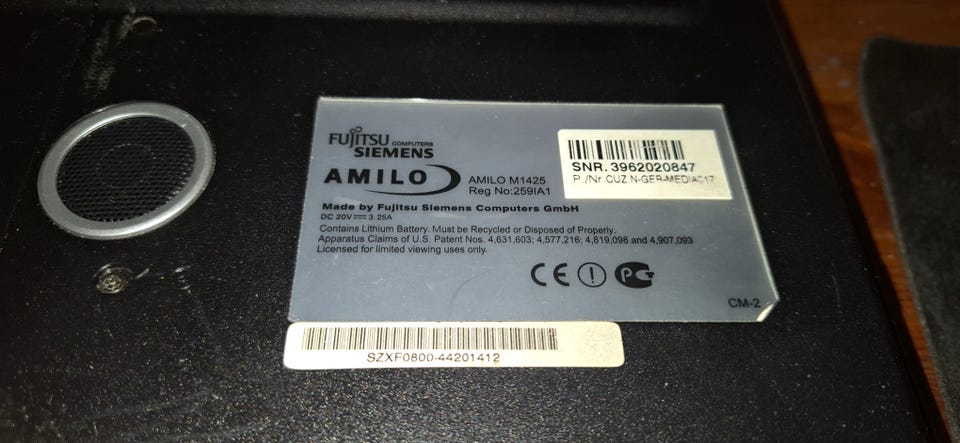 FUJITSU COMPUTERS
SIEMENS
AMILO
AMILO M1425
Reg No:259IA1
Made by Fujitsu Siemens Computers GmbH
DC 20V ⎓ 3.25A
Contains Lithium Battery. Must be Recycled or Disposed of Properly.
Apparatus Claims of U.S. Patent Nos. 4,631,603; 4,577,216; 4,819,098 and 4,907,093
Licensed for limited viewing uses only.
CE
CM-2
SNR. 3962020847
P./Nr. CUZ N-GER-MEDIAC17
SZXF0800-44201412